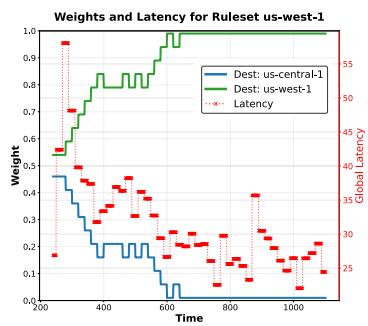 Weights and Latency for Ruleset us-west-1
1.0
0.9
0.8
0.7
0.6
0.5
0.4
0.3
0.2
0.1
0.0
Weight
Dest: us-central-1
Dest: us-west-1
Latency
55
50
45
40
35
30
25
Global Latency
200 400 600 800 1000
Time